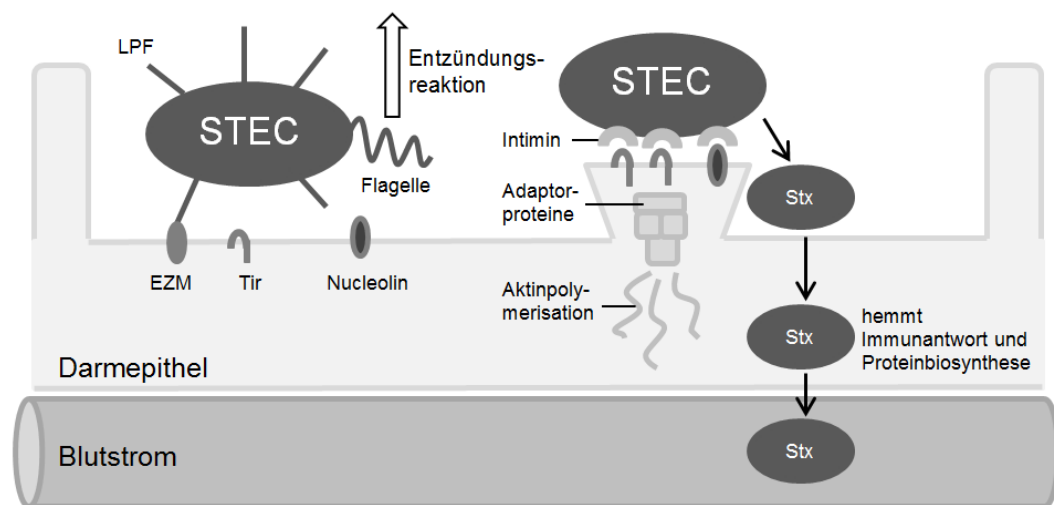 LPF
STEC
Entzündungs-
reaktion
Flagelle
EZM
Tir
Nucleolin
STEC
Intimin
Adaptor-
proteine
Aktinpoly-
merisation
Stx
Stx
hemmt
Immunantwort und
Proteinbiosynthese
Darmepithel
Blutstrom
Stx